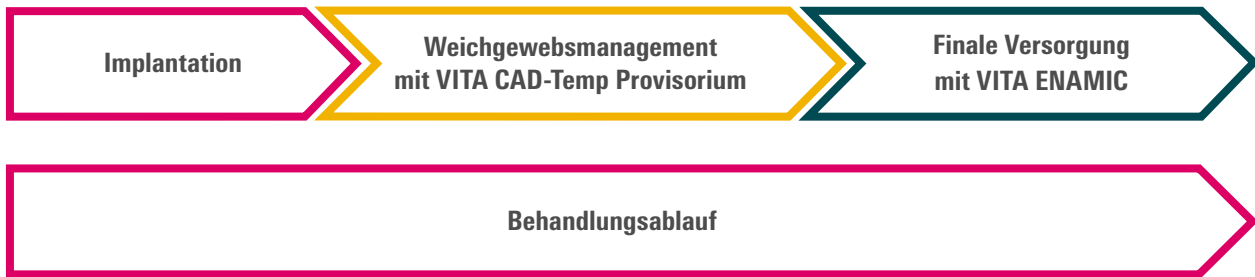 Implantation
Weichgewebsmanagement
mit VITA CAD-Temp Provisorium
Finale Versorgung
mit VITA ENAMIC
Behandlungsablauf